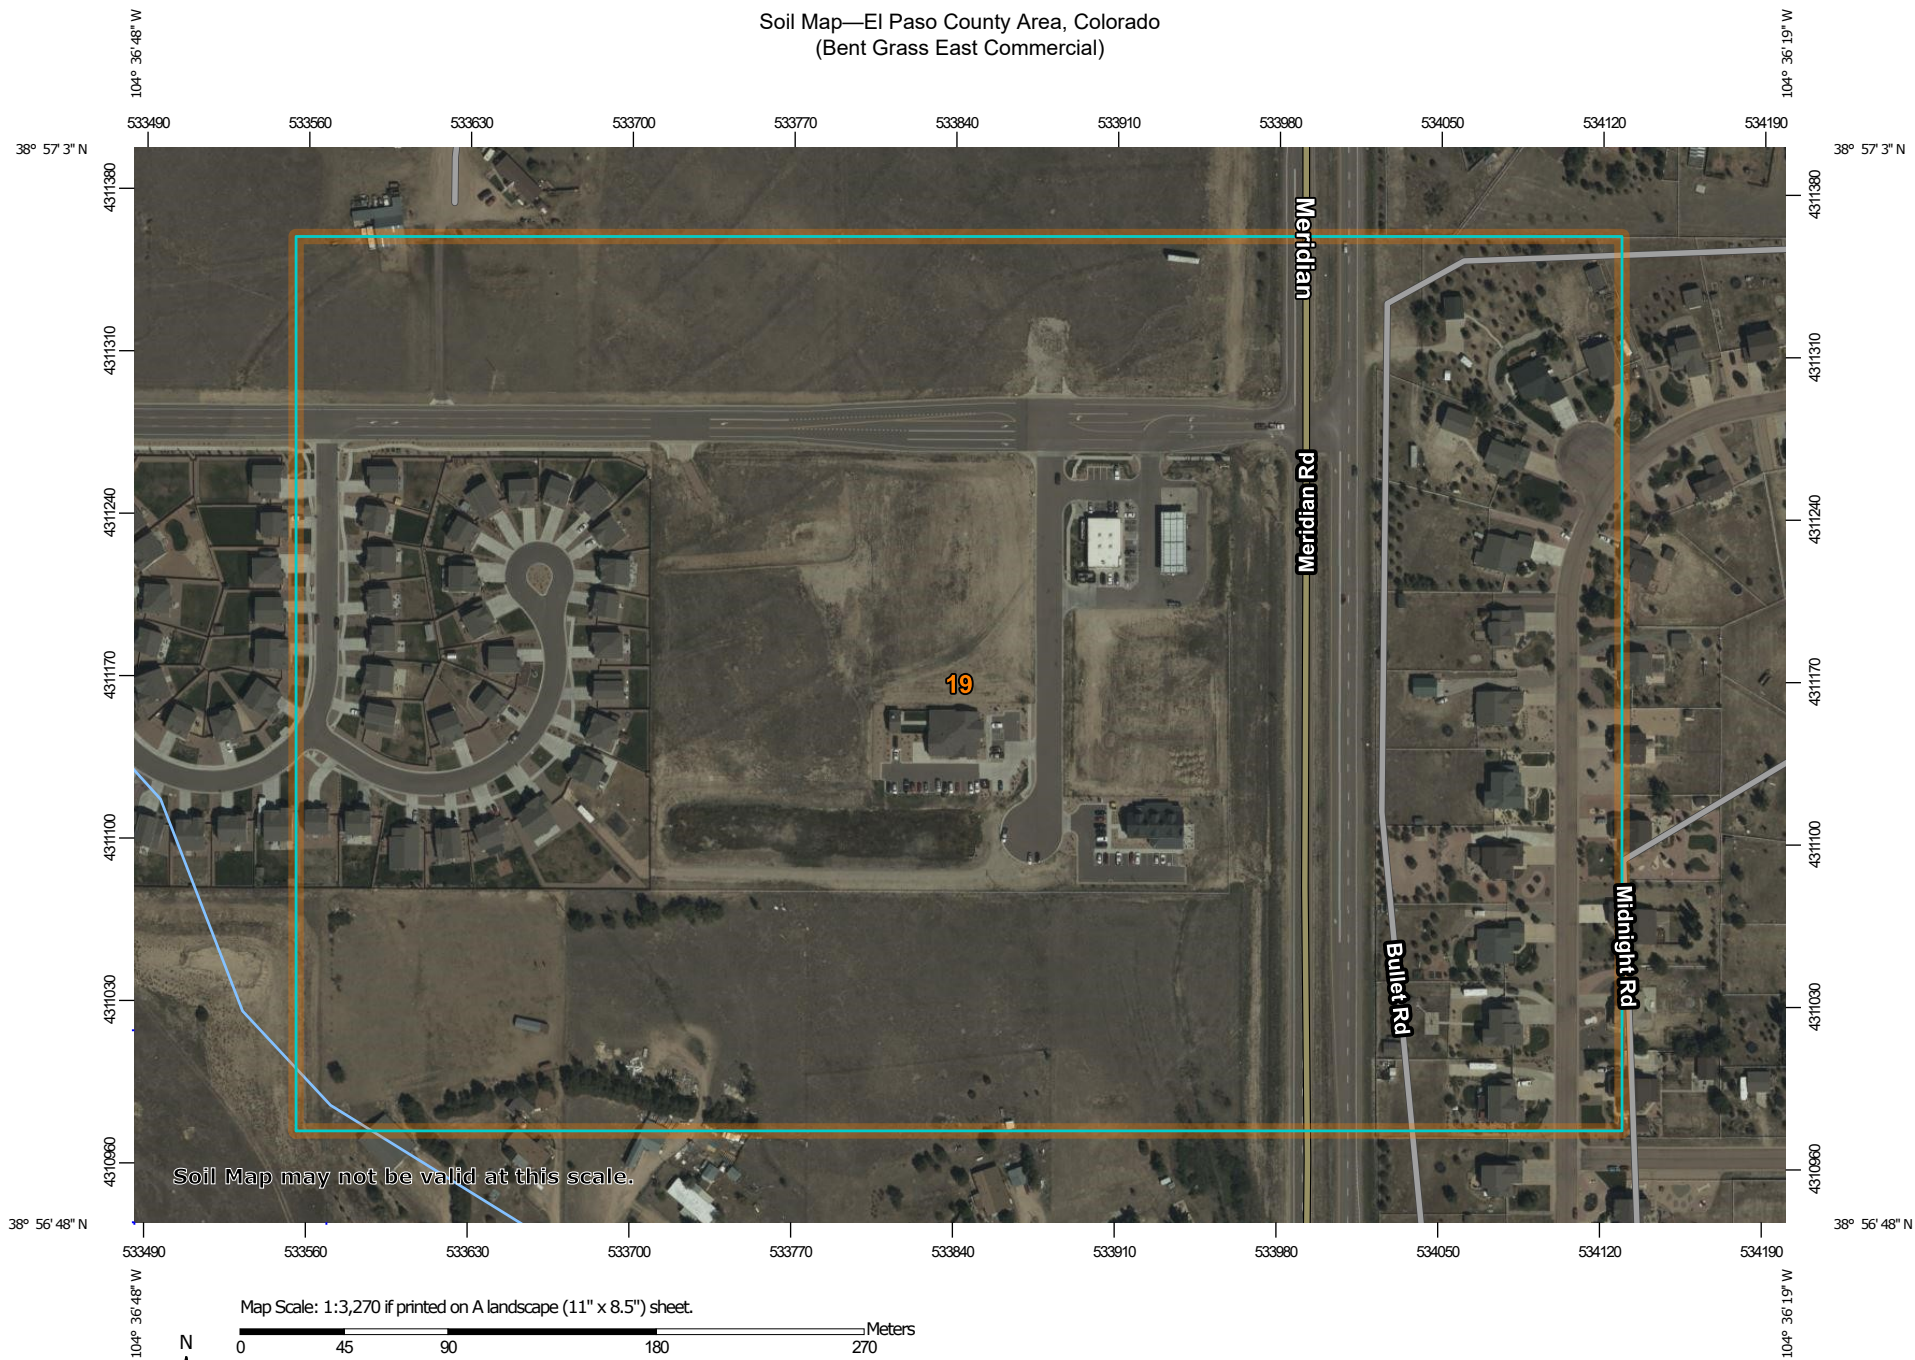 Soil Map—El Paso County Area, Colorado
(Bent Grass East Commercial)
104° 36' 48" W
104° 36' 19" W
533490 533560 533630 533700 533770 533840 533910 533980 534050 534120 534190
38° 57' 3" N
38° 57' 3" N
4311380
4311380
Meridian
4311310
4311310
Meridian Rd
4311240
4311240
4311170
4311170
19
4311100
4311100
Midnight Rd
Bullet Rd
4311030
4311030
4310960
4310960
Soil Map may not be valid at this scale.
38° 56' 48" N
38° 56' 48" N
533490 533560 533630 533700 533770 533840 533910 533980 534050 534120 534190
104° 36' 48" W
104° 36' 19" W
Map Scale: 1:3,270 if printed on A landscape (11" x 8.5") sheet.
Meters
N
0 45 90 180 270